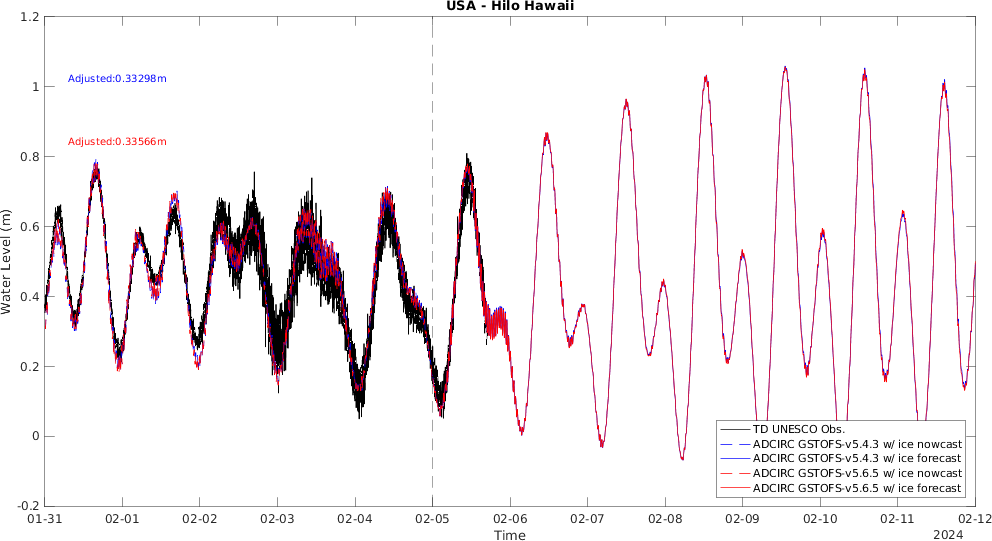 USA - Hilo Hawaii
1.2
1
0.8
0.6
0.4
0.2
0
-0.2
Water Level (m)
Adjusted:0.33298m
Adjusted:0.33566m
TD UNESCO Obs.
ADCIRC GSTOFS-v5.4.3 w/ ice nowcast
ADCIRC GSTOFS-v5.4.3 w/ ice forecast
ADCIRC GSTOFS-v5.6.5 w/ ice nowcast
ADCIRC GSTOFS-v5.6.5 w/ ice forecast
01-31 02-01 02-02 02-03 02-04 02-05 02-06 02-07 02-08 02-09 02-10 02-11 02-12
Time
2024